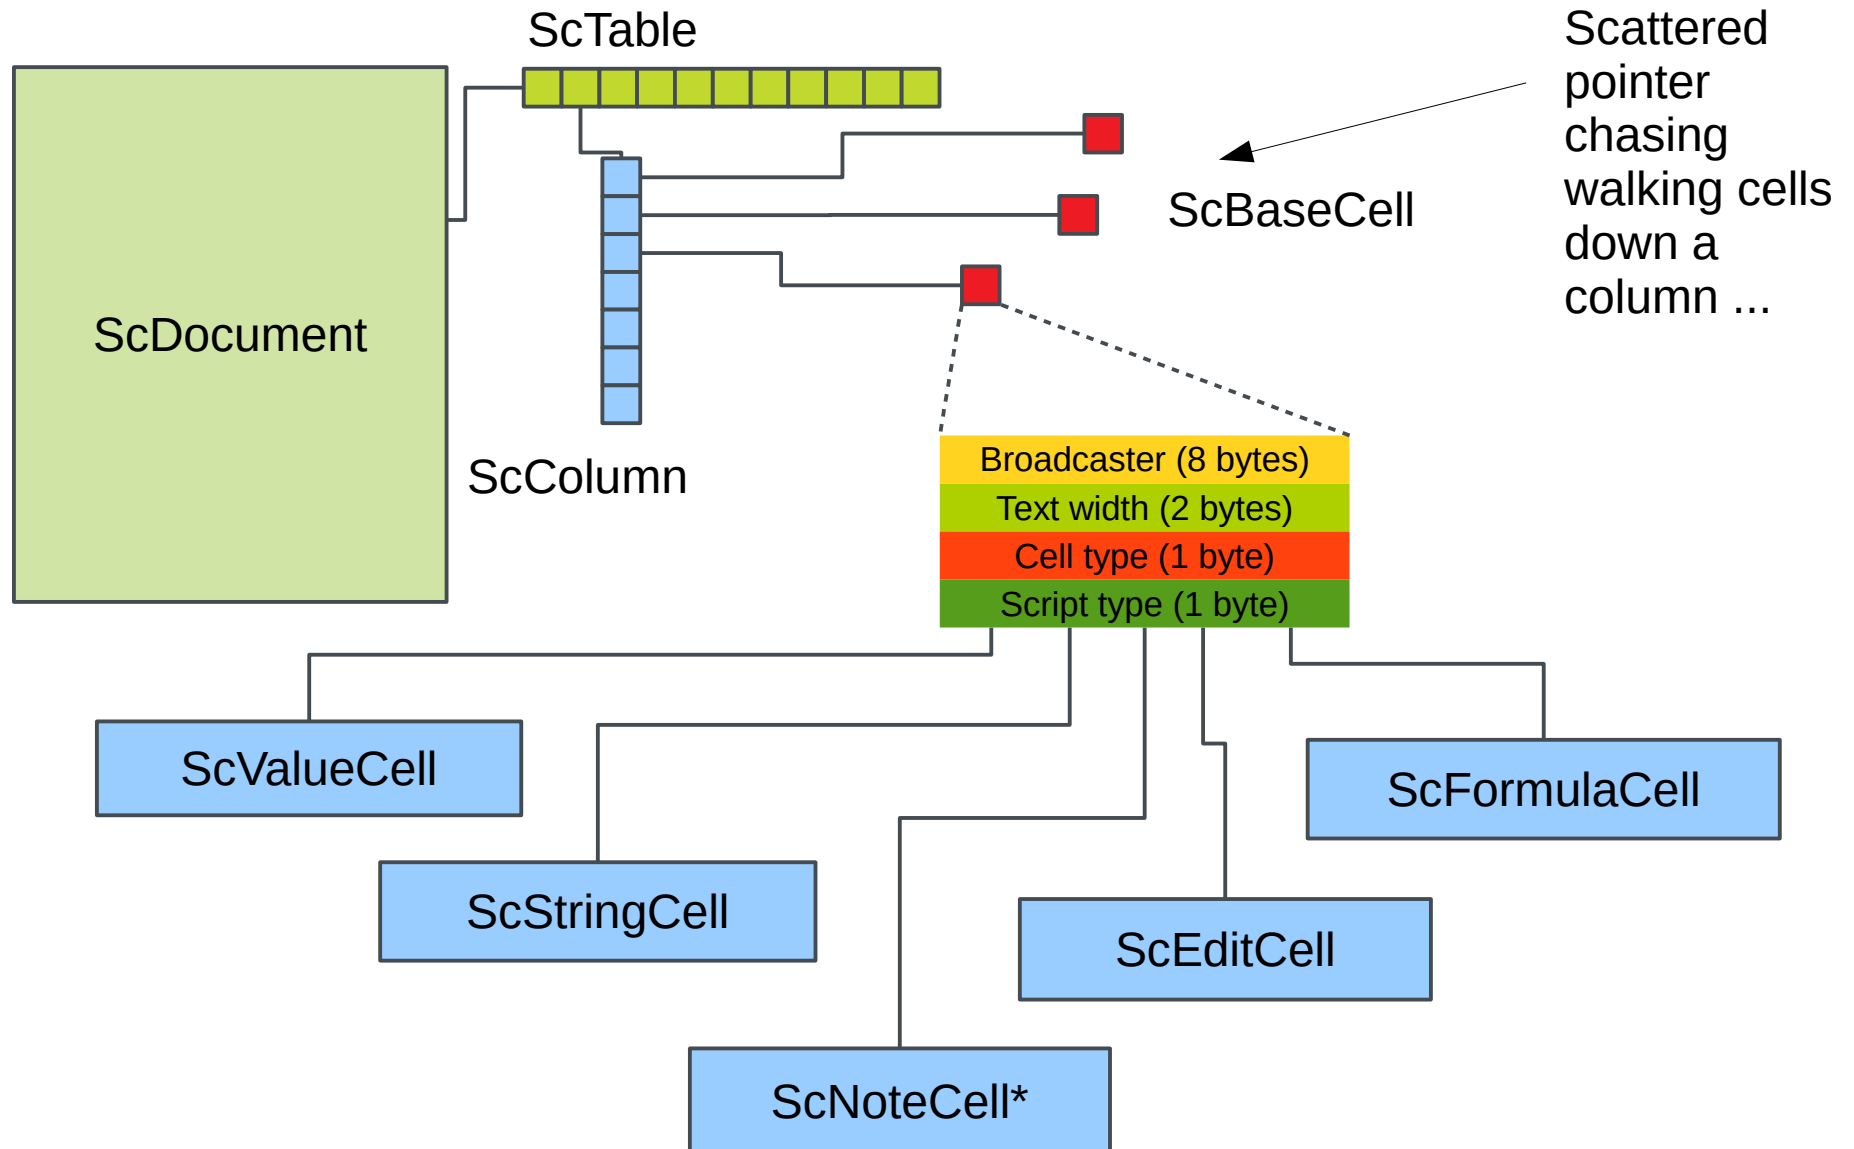 ScTable
Scattered
pointer
chasing
walking cells
down a
column ...
ScBaseCell
ScDocument
ScColumn
Broadcaster (8 bytes)
Text width (2 bytes)
Cell type (1 byte)
Script type (1 byte)
ScValueCell
ScFormulaCell
ScStringCell
ScEditCell
ScNoteCell*